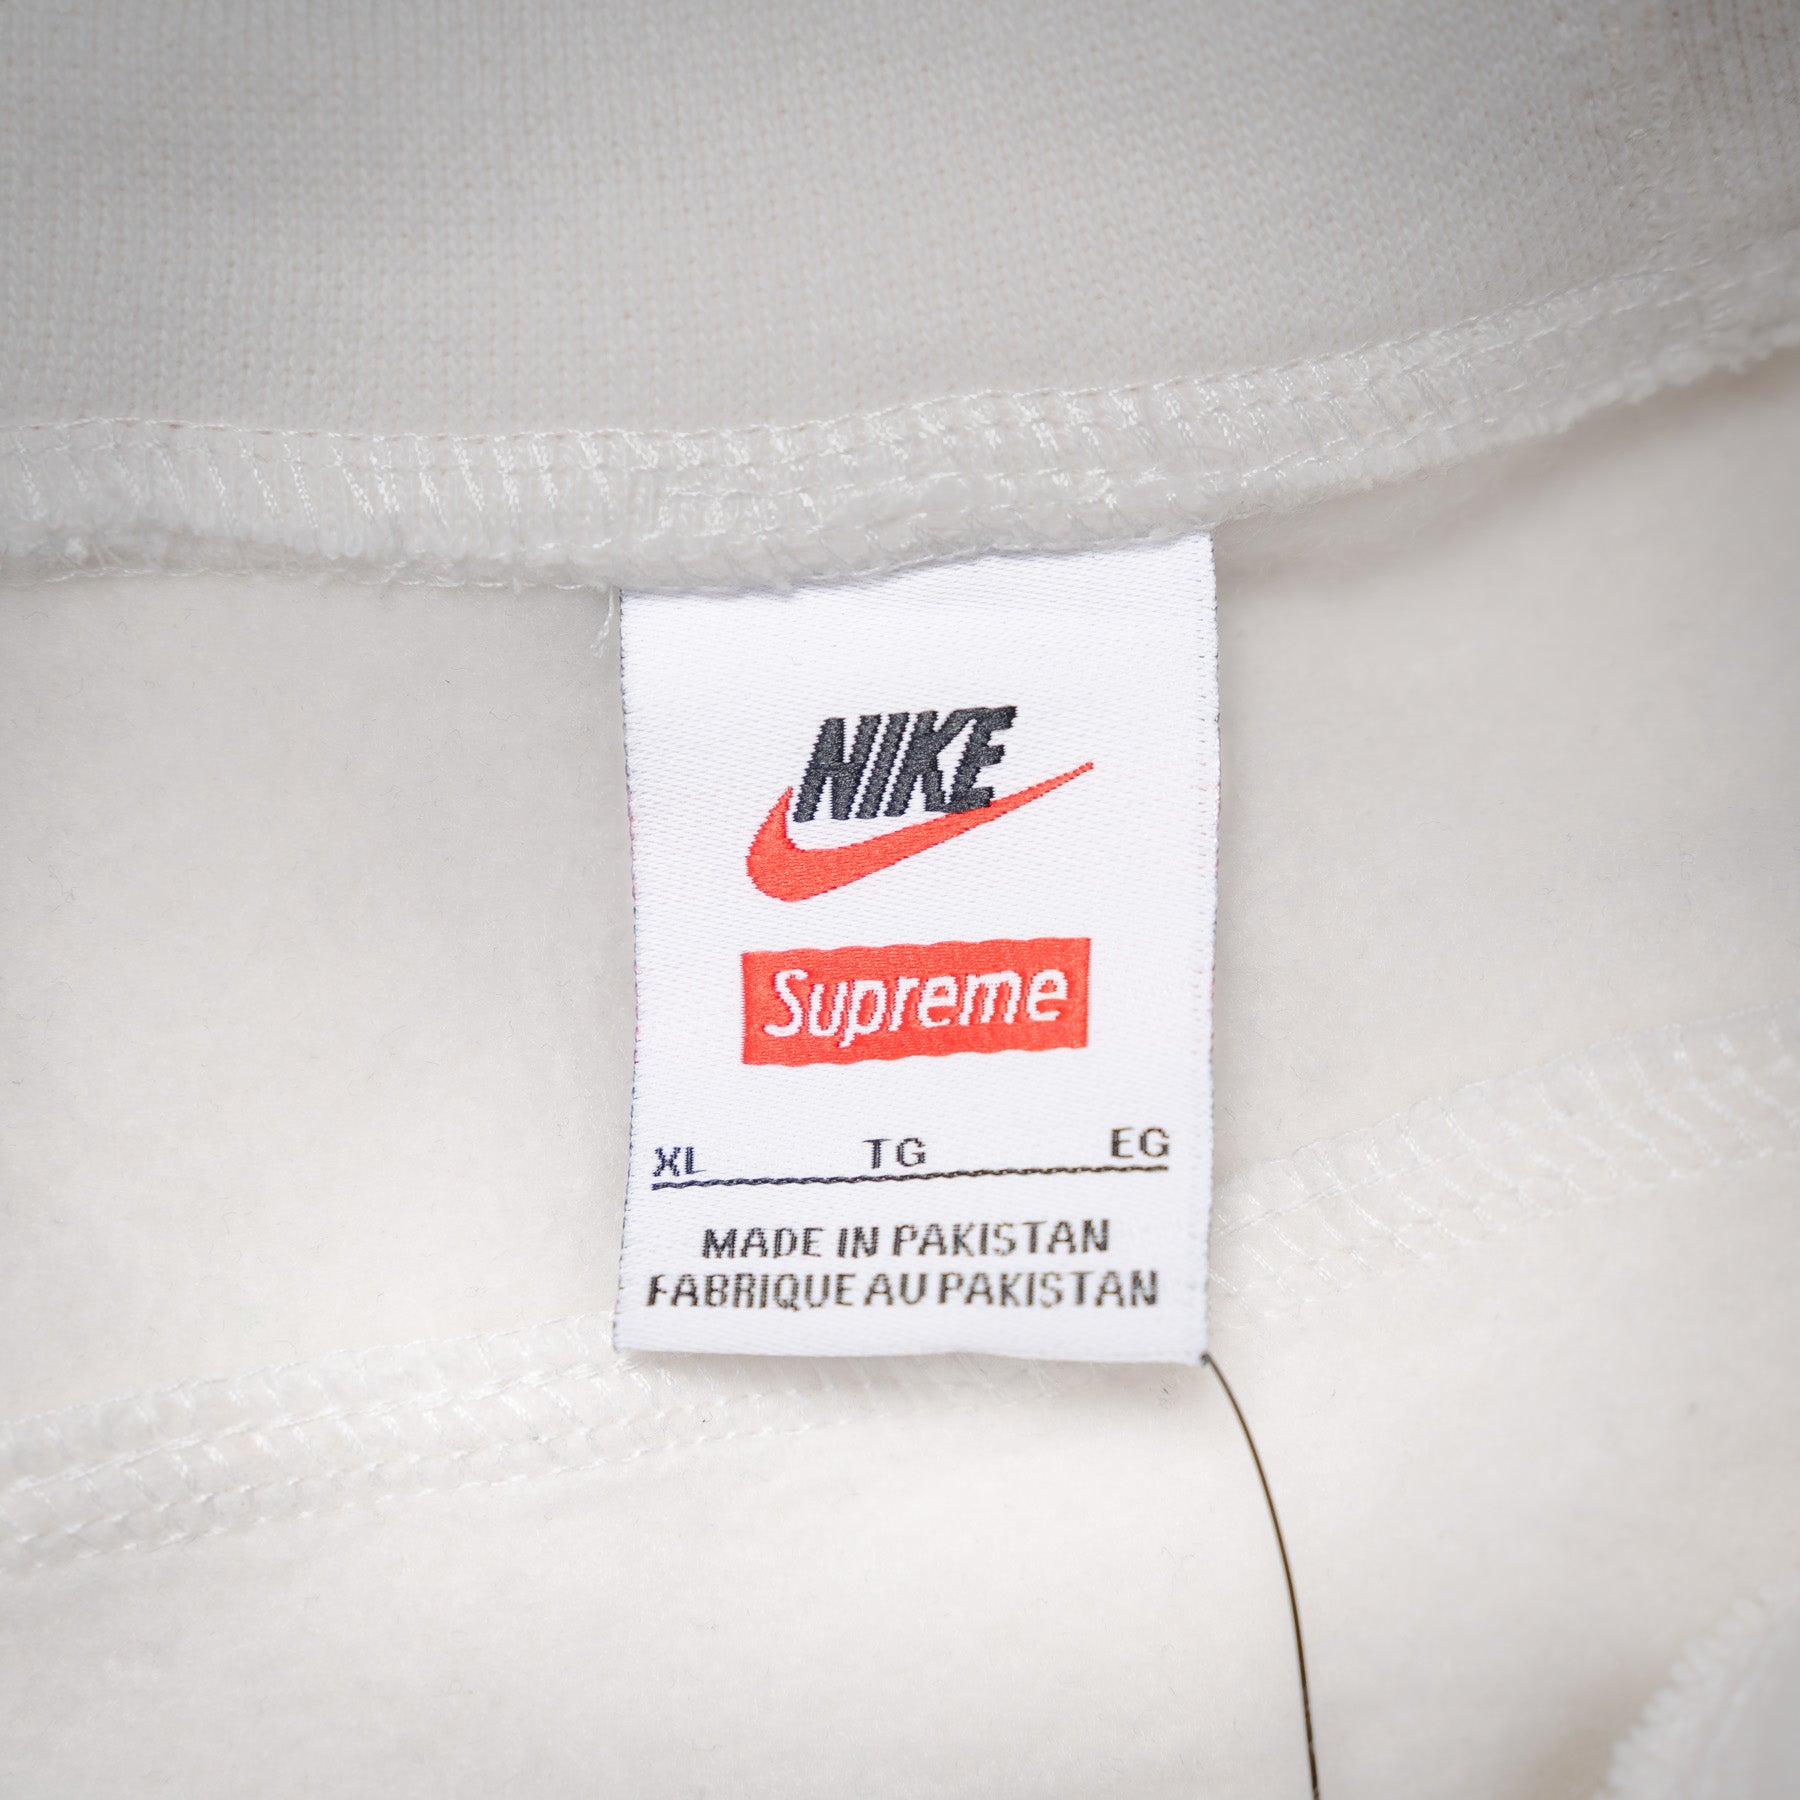 NIKE
Supreme
XL TG EG
MADE IN PAKISTAN
FABRIQUE AU PAKISTAN